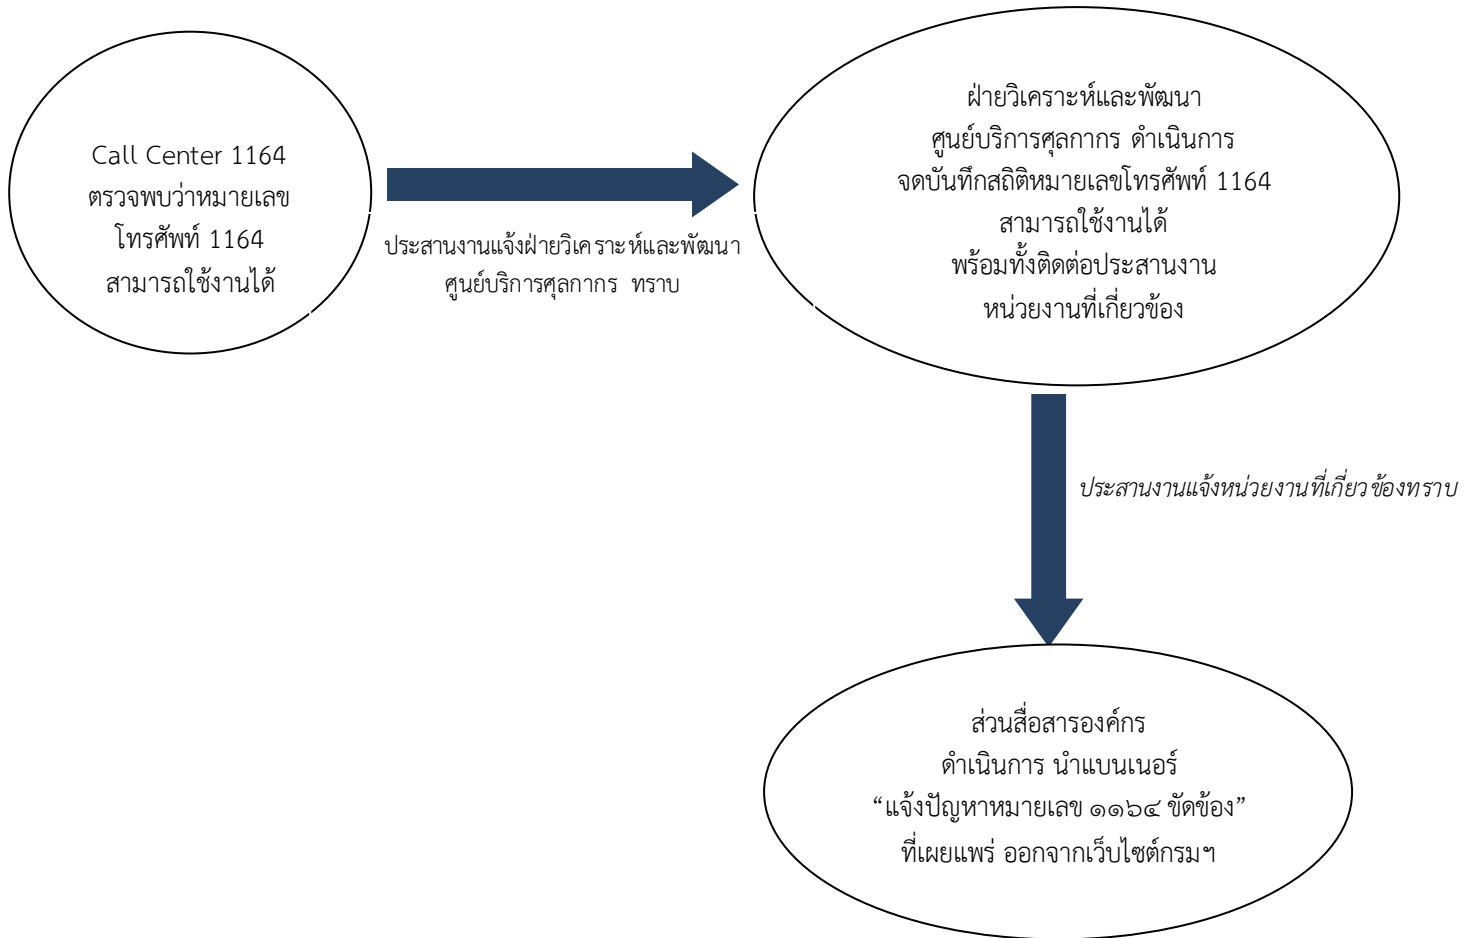 Call Center 1164
ตรวจพบว่าหมายเลข
โทรศัพท์ 1164
สามารถใช้งานได้
ประสานงานแจ้งฝ่ายวิเคราะห์และพัฒนา
ศูนย์บริการศุลกากร ทราบ
ฝ่ายวิเคราะห์และพัฒนา
ศูนย์บริการศุลกากร ดำเนินการ
จดบันทึกสถิติหมายเลขโทรศัพท์ 1164
สามารถใช้งานได้
พร้อมทั้งติดต่อประสานงาน
หน่วยงานที่เกี่ยวข้อง
ประสานงานแจ้งหน่วยงานที่เกี่ยวข้องทราบ
ส่วนสื่อสารองค์กร
ดำเนินการ นำแบนเนอร์
“แจ้งปัญหาหมายเลข ๑๑๖๔ ขัดข้อง”
ที่เผยแพร่ ออกจากเว็บไซต์กรมฯ